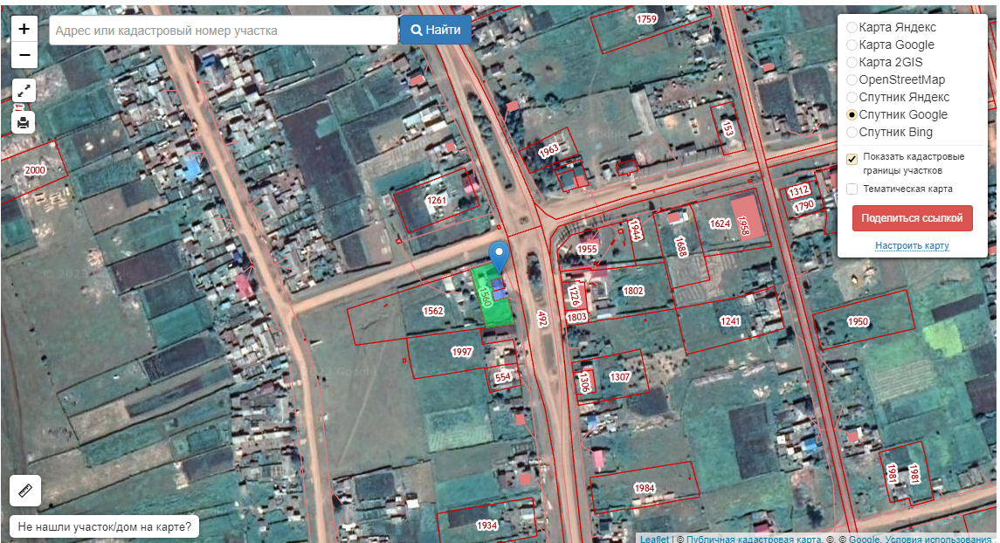 +
Адрес или кадастровый номер участка
Найти
−
Карта Яндекс
Карта Google
Карта 2GIS
OpenStreetMap
Спутник Яндекс
Спутник Google
Спутник Bing
Показать кадастровые
границы участков
Тематическая карта
Поделиться ссылкой
Настроить карту
1759
153
1963
2000
1261
1312
1790
1944
1624
1958
1955
1688
1560
1226
1802
1562
1803
492
1241
1950
1997
554
1306
1307
1981
1981
1984
1934
Не нашли участок/дом на карте?
Leaflet | © Публичная кадастровая карта, ©, © Google, Условия использования